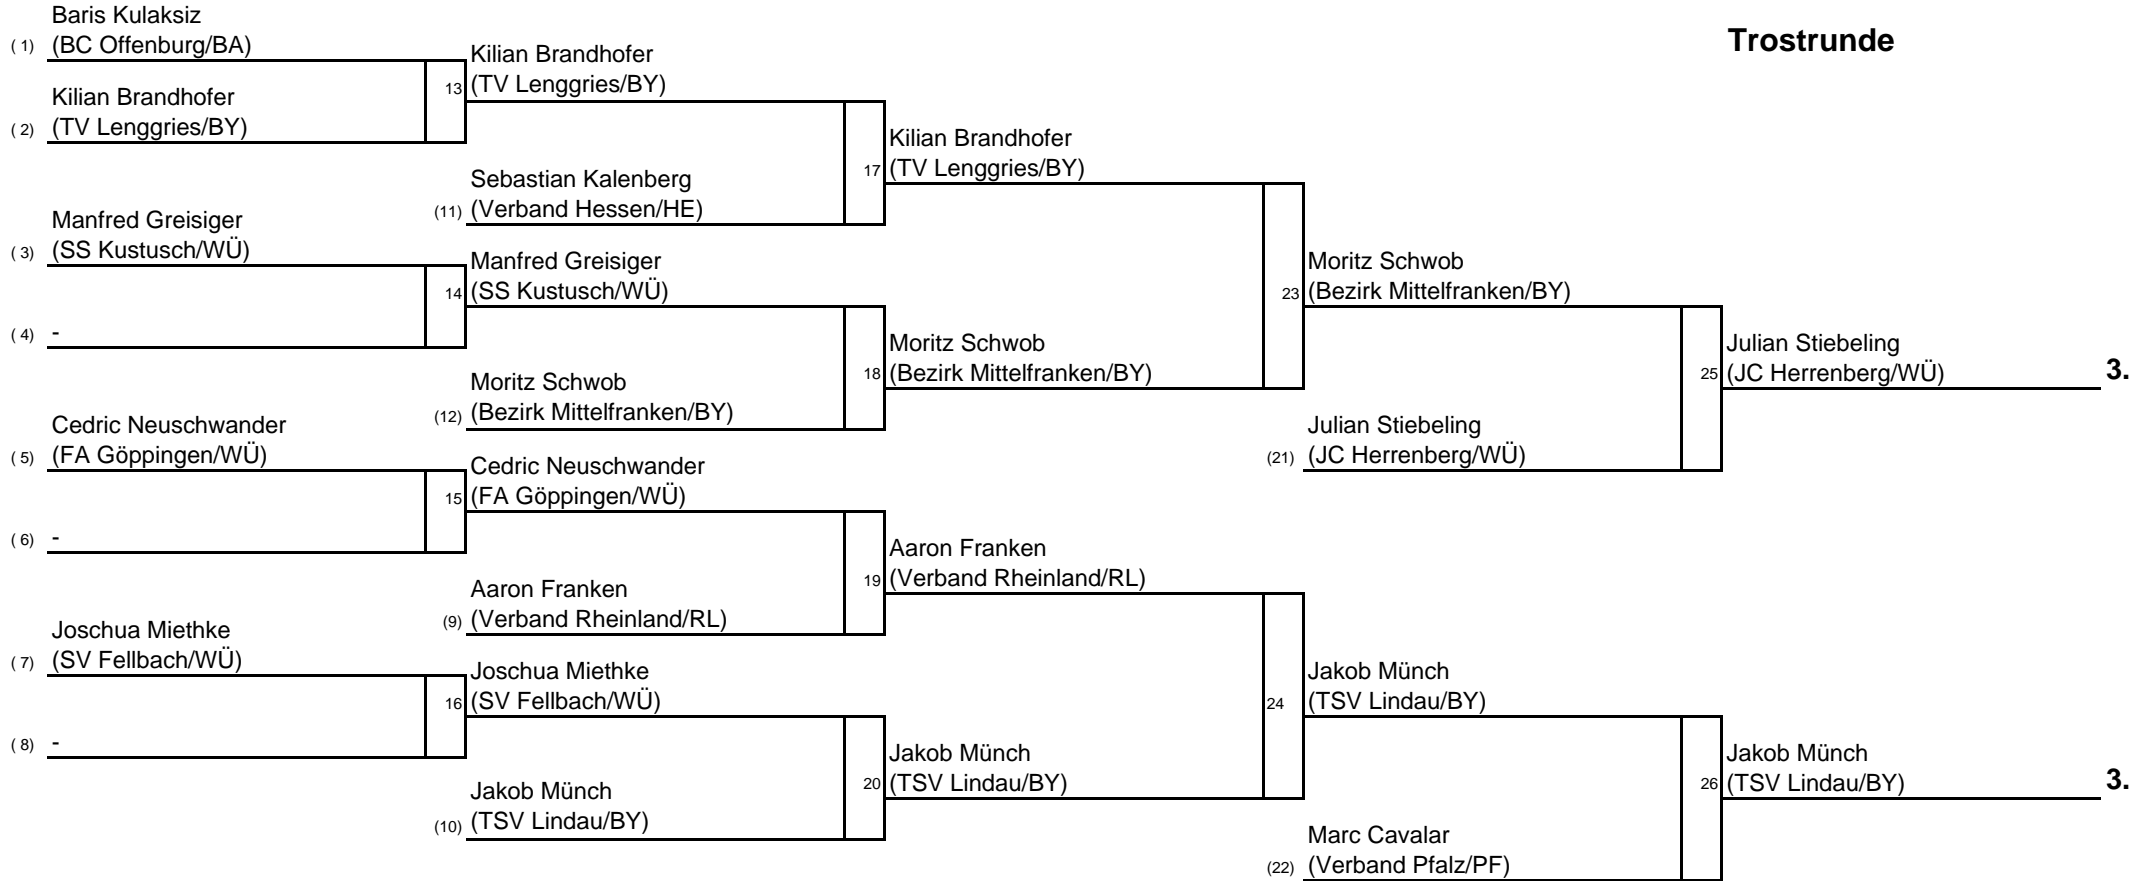 Trostrunde
Baris Kulaksiz
( 1) (BC Offenburg/BA)
Kilian Brandhofer
( 2) (TV Lenggries/BY)
Manfred Greisiger
( 3) (SS Kustusch/WÜ)
( 4) -
Cedric Neuschwander
( 5) (FA Göppingen/WÜ)
( 6) -
Joschua Miethke
( 7) (SV Fellbach/WÜ)
( 8) -
Kilian Brandhofer
13 (TV Lenggries/BY)
Sebastian Kalenberg
(11) (Verband Hessen/HE)
Manfred Greisiger
14 (SS Kustusch/WÜ)
Moritz Schwob
(12) (Bezirk Mittelfranken/BY)
Cedric Neuschwander
15 (FA Göppingen/WÜ)
Aaron Franken
(9) (Verband Rheinland/RL)
Joschua Miethke
16 (SV Fellbach/WÜ)
Jakob Münch
(10) (TSV Lindau/BY)
Kilian Brandhofer
17 (TV Lenggries/BY)
Moritz Schwob
18 (Bezirk Mittelfranken/BY)
Aaron Franken
19 (Verband Rheinland/RL)
Jakob Münch
20 (TSV Lindau/BY)
Moritz Schwob
23 (Bezirk Mittelfranken/BY)
Julian Stiebeling
(21) (JC Herrenberg/WÜ)
Jakob Münch
24 (TSV Lindau/BY)
Marc Cavalar
(22) (Verband Pfalz/PF)
Julian Stiebeling
25 (JC Herrenberg/WÜ) 3.
Jakob Münch
26 (TSV Lindau/BY) 3.